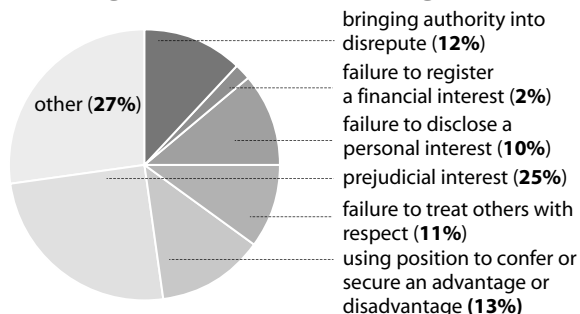 bringing authority into
disrepute (12%)
failure to register
a financial interest (2%)
other (27%)
failure to disclose a
personal interest (10%)
prejudicial interest (25%)
failure to treat others with
respect (11%)
using position to confer or
secure an advantage or
disadvantage (13%)